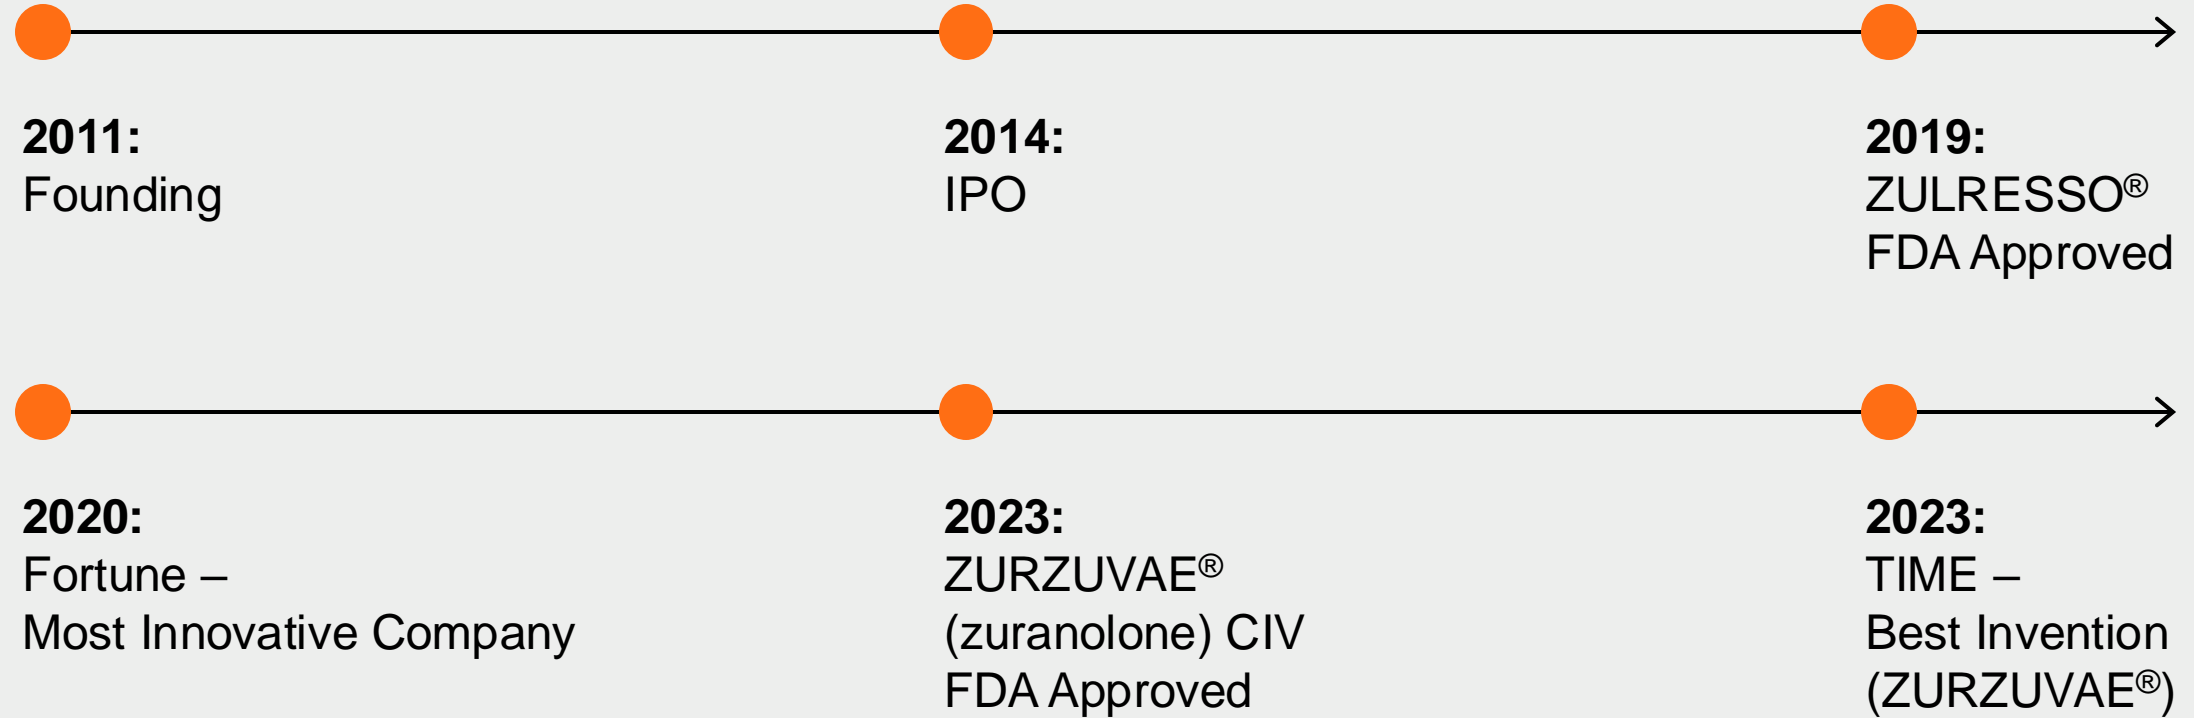 2011:
Founding
2014:
IPO
2019:
ZULRESSO®
FDA Approved
2020:
Fortune –
Most Innovative Company
2023:
ZURZUVAE®
(zuranolone) CIV
FDA Approved
2023:
TIME –
Best Invention
(ZURZUVAE®)